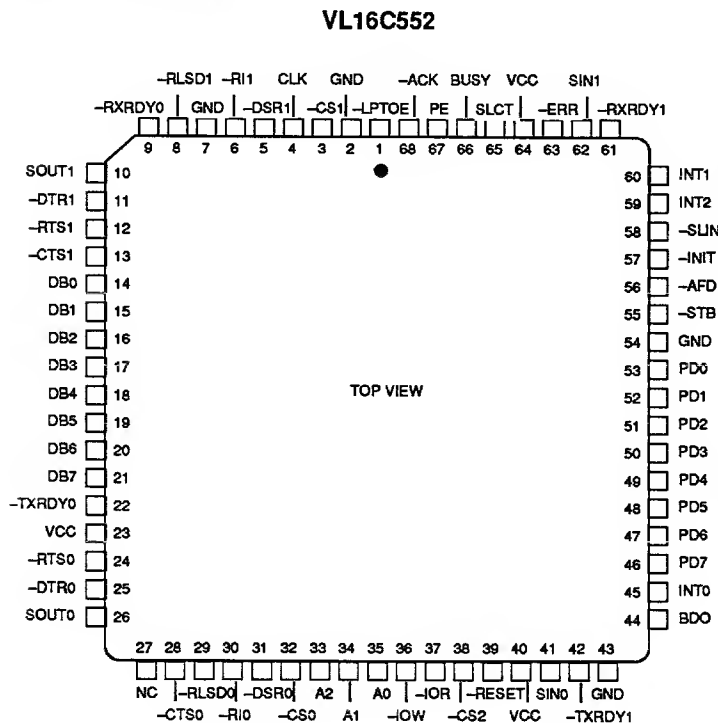 VL16C552
–RLSD1 –RI1 CLK GND –ACK BUSY VCC SIN1
–RXRDY0 GND –DSR1 –CS1 –LPTOE PE SLCT –ERR –RXRDY1
9 8 7 6 5 4 3 2 1 68 67 66 65 64 63 62 61
SOUT1 10 60 INT1
–DTR1 11 59 INT2
–RTS1 12 58 –SLIN
–CTS1 13 57 –INIT
DB0 14 56 –AFD
DB1 15 55 –STB
DB2 16 54 GND
DB3 17 53 PD0
DB4 18 52 PD1
TOP VIEW
DB5 19 51 PD2
DB6 20 50 PD3
DB7 21 49 PD4
–TXRDY0 22 48 PD5
VCC 23 47 PD6
–RTS0 24 46 PD7
–DTR0 25 45 INT0
SOUT0 26 44 BDO
27 28 29 30 31 32 33 34 35 36 37 38 39 40 41 42 43
NC –RLSD0 –DSR0 A2 A0 –IOR –RESET SIN0 GND
–CTS0 –RI0 –CS0 A1 –IOW –CS2 VCC –TXRDY1